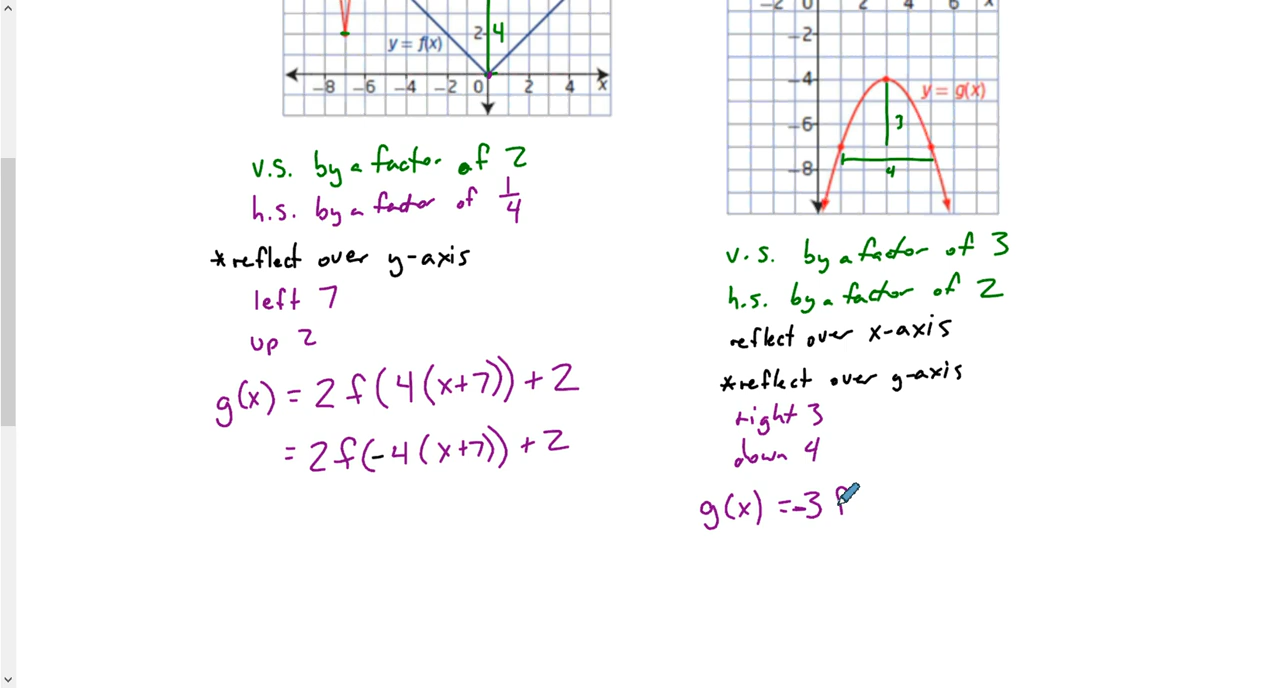 2 4
y = f(x)
-8 -6 -4 -2 0 2 4 x
v.s. by a factor of 2
h.s. by a factor of 1/4
*reflect over y-axis
left 7
up 2
g(x) = 2 f(4(x+7)) + 2
= 2 f(-4(x+7)) + 2
-2 0 2 4 6 x
-2
-4
y = g(x)
-6 3
-8 4
v.s. by a factor of 3
h.s. by a factor of 2
reflect over x-axis
*reflect over y-axis
right 3
down 4
g(x) = -3